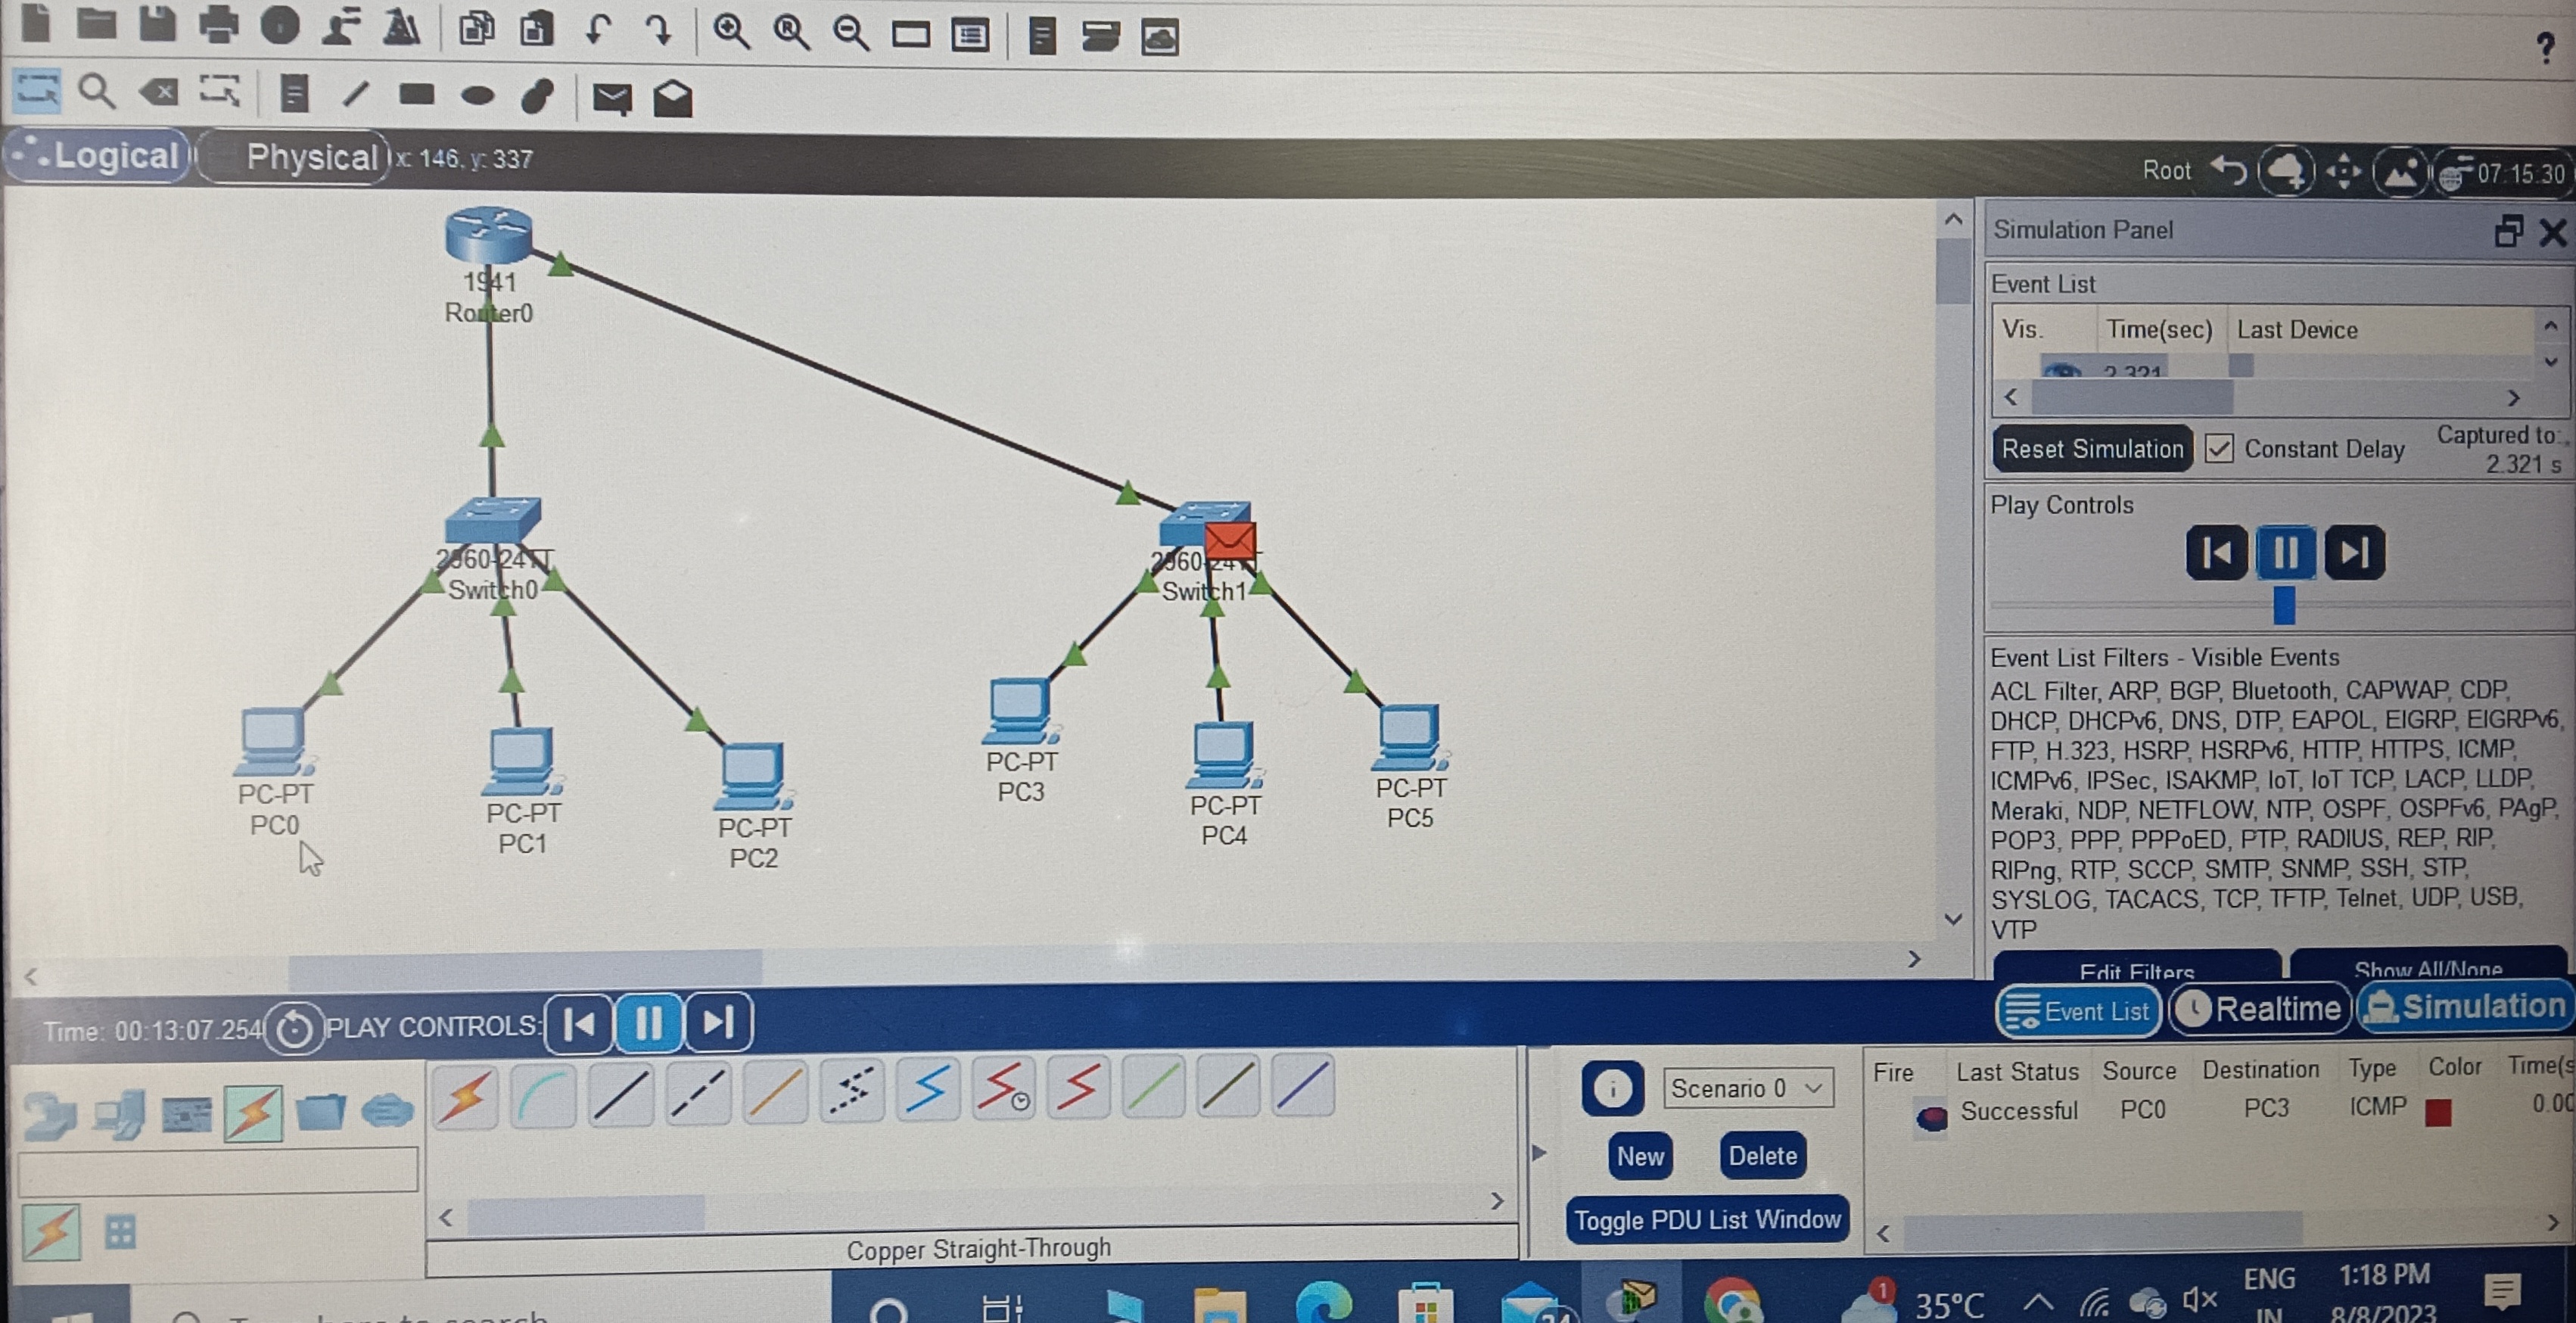 ?
Logical
Physical
x: 146, y: 337
Root
07:15:30
1941
Router0
Switch0
Switch1
PC-PT
PC0
PC-PT
PC1
PC-PT
PC2
PC-PT
PC3
PC-PT
PC4
PC-PT
PC5
Simulation Panel
Event List
Vis. Time(sec) Last Device
2.321
Reset Simulation
Constant Delay
Captured to:
2.321 s
Play Controls
Event List Filters - Visible Events
ACL Filter, ARP, BGP, Bluetooth, CAPWAP, CDP,
DHCP, DHCPv6, DNS, DTP, EAPOL, EIGRP, EIGRPv6,
FTP, H.323, HSRP, HSRPv6, HTTP, HTTPS, ICMP,
ICMPv6, IPSec, ISAKMP, IoT, IoT TCP, LACP, LLDP,
Meraki, NDP, NETFLOW, NTP, OSPF, OSPFv6, PAgP,
POP3, PPP, PPPoED, PTP, RADIUS, REP, RIP,
RIPng, RTP, SCCP, SMTP, SNMP, SSH, STP,
SYSLOG, TACACS, TCP, TFTP, Telnet, UDP, USB,
VTP
Edit Filters
Show All/None
Time: 00:13:07.254
PLAY CONTROLS:
Event List
Realtime
Simulation
Scenario 0
New
Delete
Toggle PDU List Window
Fire Last Status Source Destination Type Color Time(s
Successful PC0 PC3 ICMP 0.00
Copper Straight-Through
1
35°C
ENG
IN
1:18 PM
8/8/2023